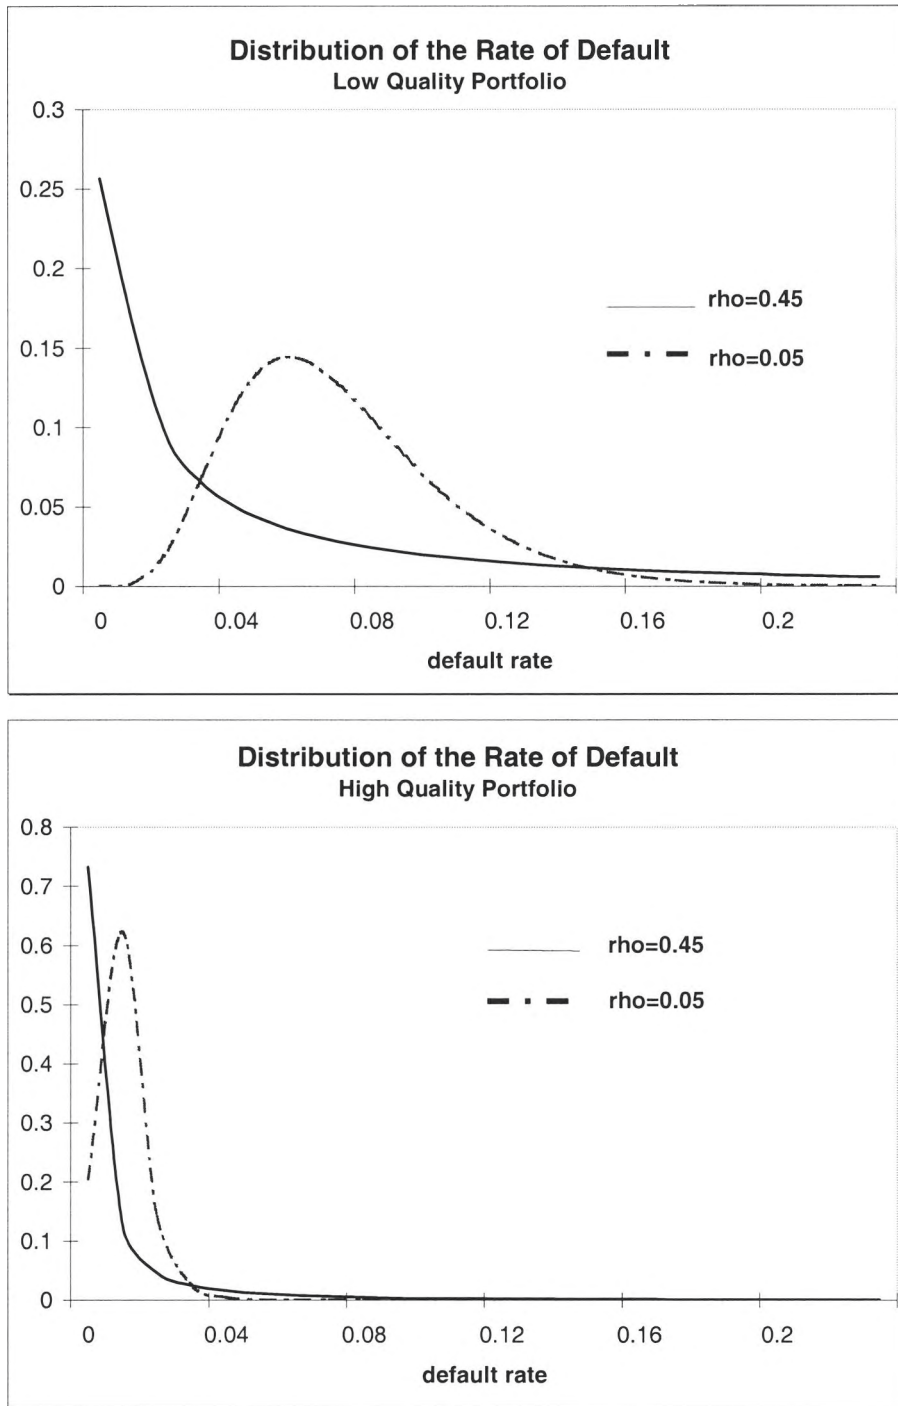 Distribution of the Rate of Default
Low Quality Portfolio
0.3
0.25
0.2
0.15
0.1
0.05
0
rho=0.45
rho=0.05
0 0.04 0.08 0.12 0.16 0.2
default rate
Distribution of the Rate of Default
High Quality Portfolio
0.8
0.7
0.6
0.5
0.4
0.3
0.2
0.1
0
rho=0.45
rho=0.05
0 0.04 0.08 0.12 0.16 0.2
default rate